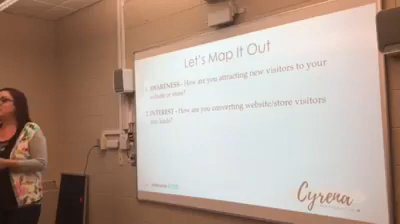 LET'S MAP IT OUT
1. AWARENESS - How are you attracting new visitors to your
website or store?
2. INTEREST - How are you converting website/store visitors
into leads?
Cyrena